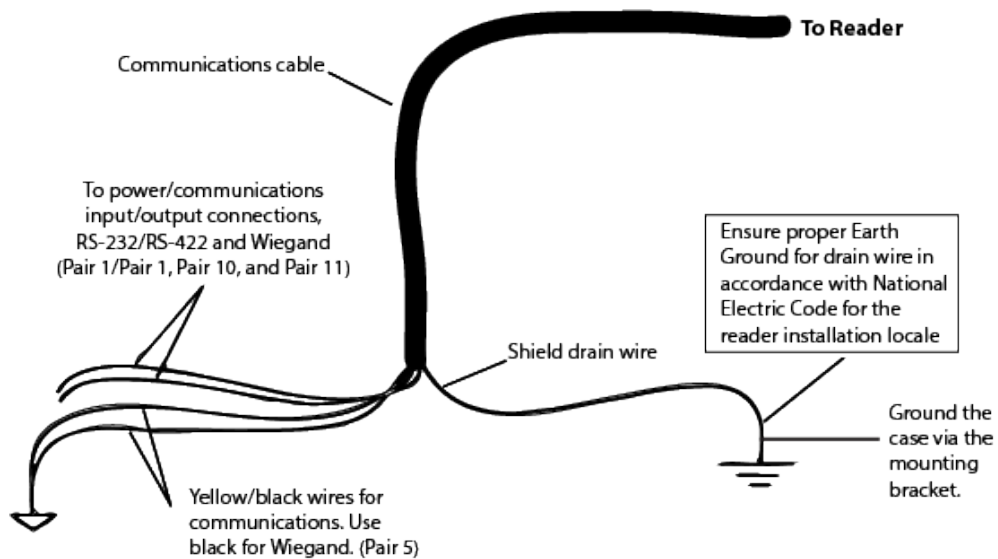 To Reader
Communications cable
To power/communications
input/output connections,
RS-232/RS-422 and Wiegand
(Pair 1/Pair 1, Pair 10, and Pair 11)
Ensure proper Earth
Ground for drain wire in
accordance with National
Electric Code for the
reader installation locale
Shield drain wire
Ground the
case via the
mounting
bracket.
Yellow/black wires for
communications. Use
black for Wiegand. (Pair 5)